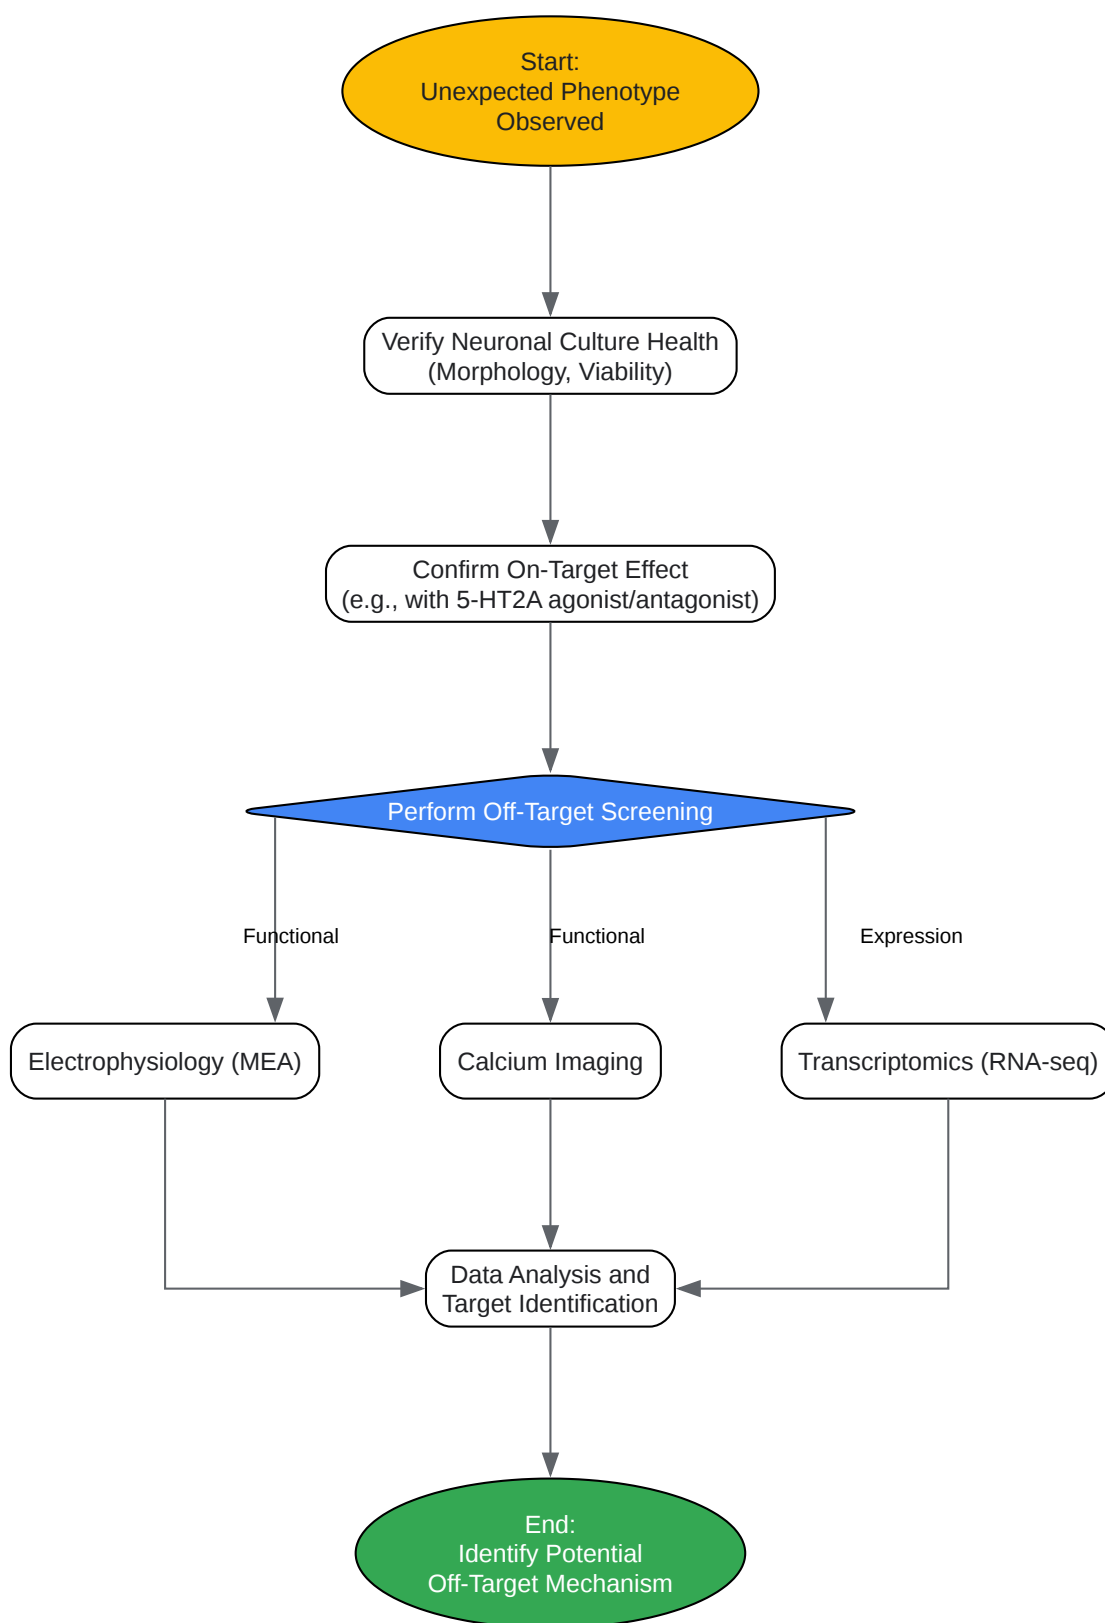 Start:
Unexpected Phenotype
Observed
Verify Neuronal Culture Health
(Morphology, Viability)
Confirm On-Target Effect
(e.g., with 5-HT2A agonist/antagonist)
Perform Off-Target Screening
Functional
Functional
Expression
Electrophysiology (MEA)
Calcium Imaging
Transcriptomics (RNA-seq)
Data Analysis and
Target Identification
End:
Identify Potential
Off-Target Mechanism